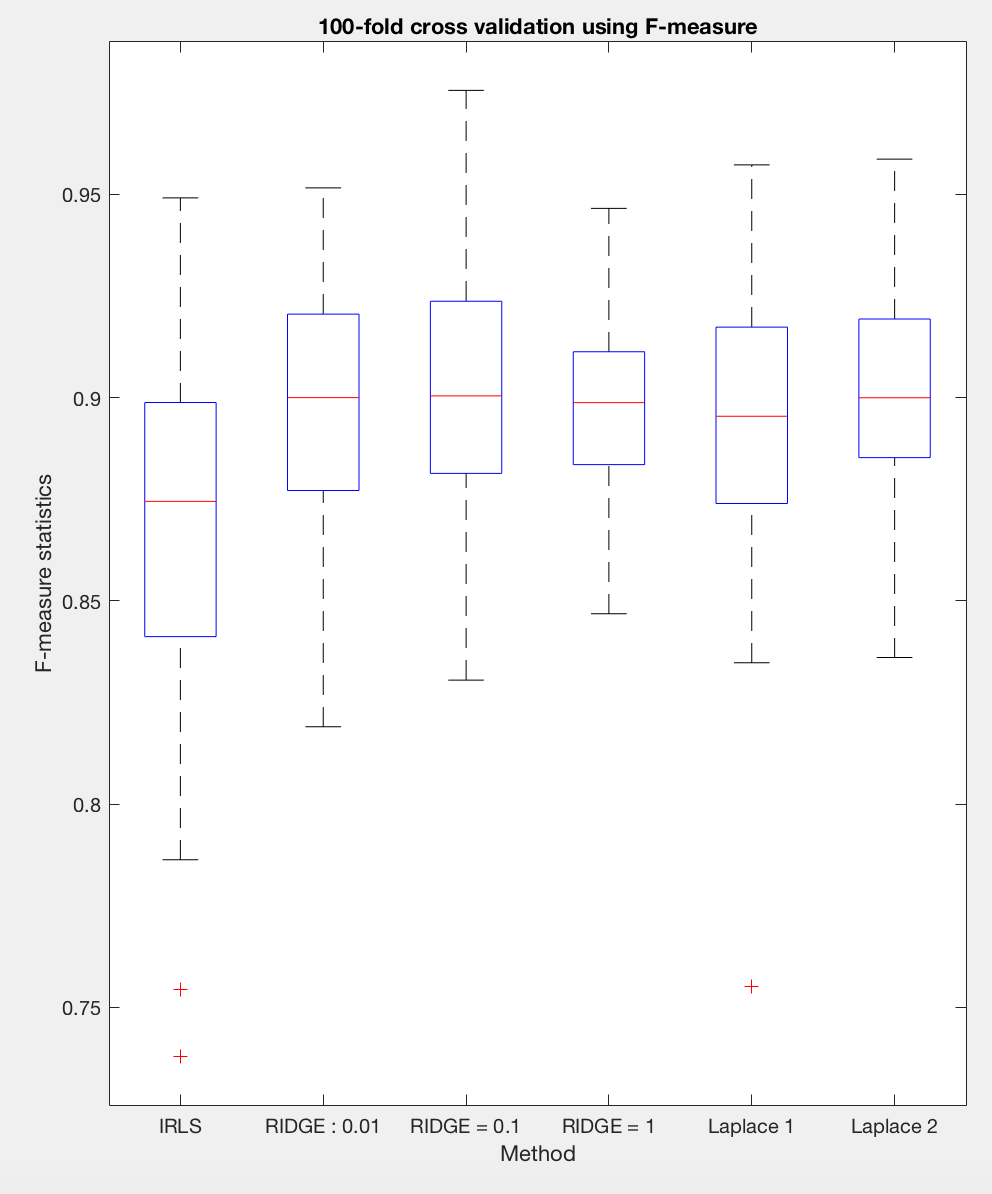 100-fold cross validation using F-measure
0.95
0.9
0.85
0.8
0.75
F-measure statistics
IRLS RIDGE : 0.01 RIDGE = 0.1 RIDGE = 1 Laplace 1 Laplace 2
Method